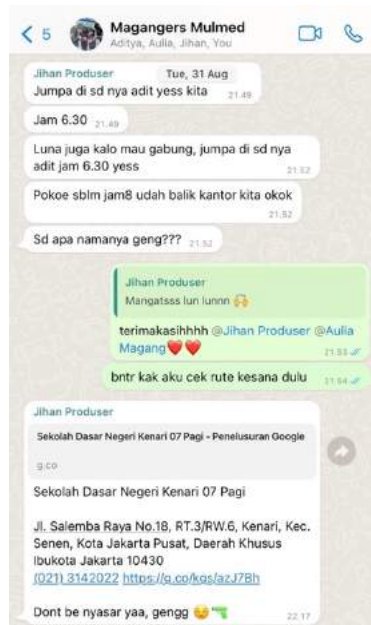 5
Magangers Mulmed
Aditya, Aulia, Jihan, You
Jihan Produser
Tue, 31 Aug
Jumpa di sd nya adit yess kita
21.49
Jam 6.30
21.49
Luna juga kalo mau gabung, jumpa di sd nya
adit jam 6.30 yess
21.52
Pokoe sblm jam8 udah balik kantor kita okok
21.52
Sd apa namanya geng???
21.52
Jihan Produser
Mangatsss lun lunnn
terimakasihhhh @Jihan Produser @Aulia
Magang❤️❤️
21.53
bntr kak aku cek rute kesana dulu
21.54
Jihan Produser
Sekolah Dasar Negeri Kenari 07 Pagi - Penelusuran Google
g.co
Sekolah Dasar Negeri Kenari 07 Pagi
Jl. Salemba Raya No.18, RT.3/RW.6, Kenari, Kec.
Senen, Kota Jakarta Pusat, Daerah Khusus
Ibukota Jakarta 10430
(021) 3142022 https://g.co/kgs/azJ7Bh
Dont be nyasar yaa, gengg
22.17